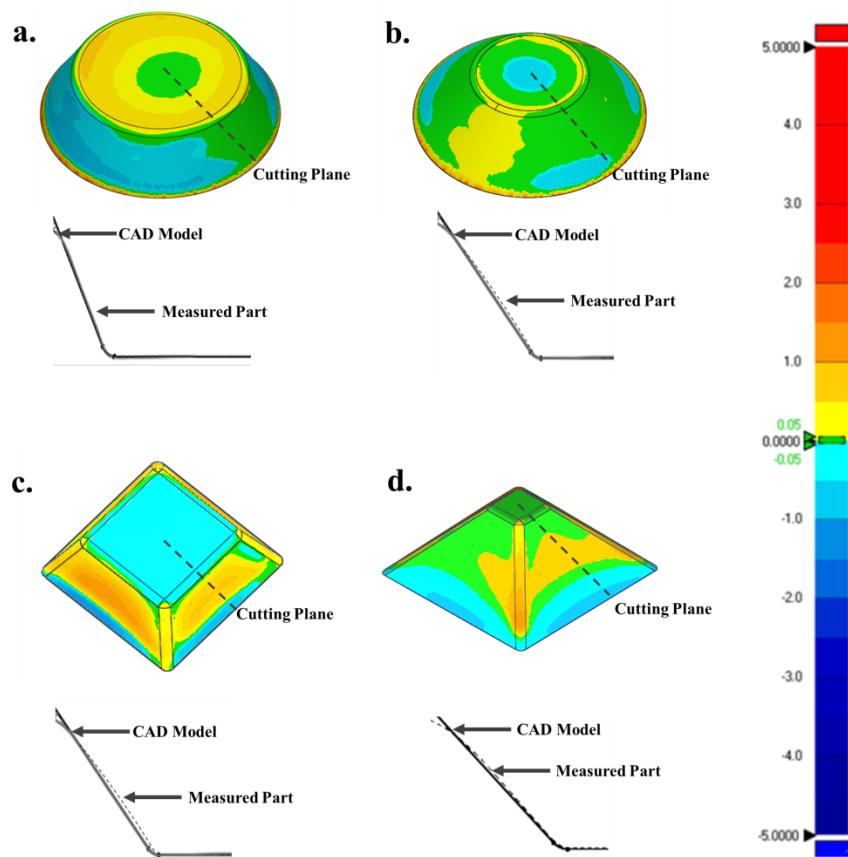 a.
Cutting Plane
CAD Model
Measured Part
b.
Cutting Plane
CAD Model
Measured Part
c.
Cutting Plane
CAD Model
Measured Part
d.
Cutting Plane
CAD Model
Measured Part
5.0000
4.0
3.0
2.0
1.0
0.05
0.0000
-0.05
-1.0
-2.0
-3.0
-4.0
-5.0000